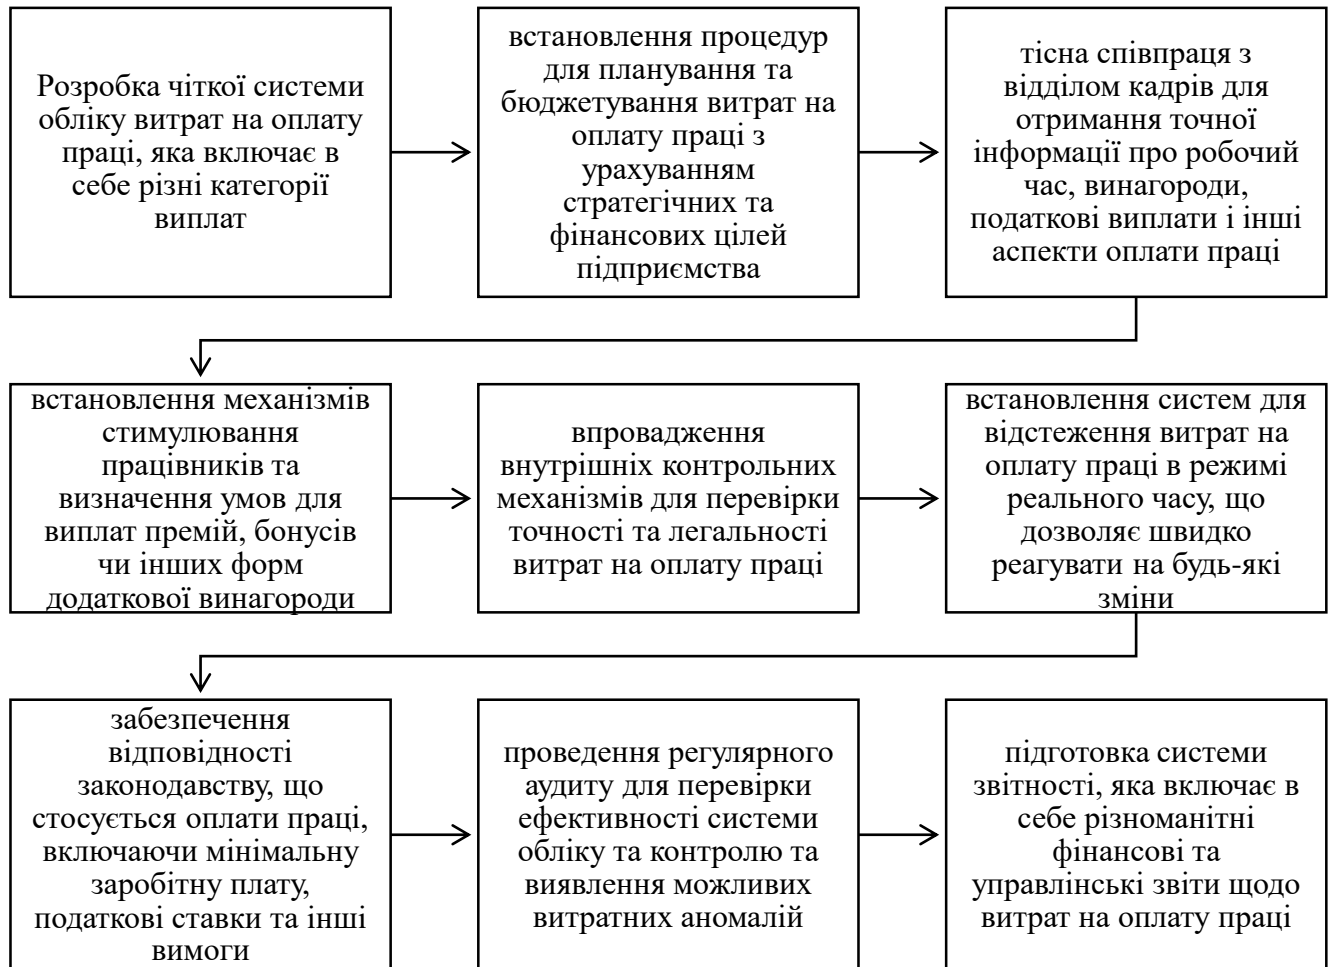 Розробка чіткої системи
обліку витрат на оплату
праці, яка включає в
себе різні категорії
виплат
встановлення процедур
для планування та
бюджетування витрат на
оплату праці з
урахуванням
стратегічних та
фінансових цілей
підприємства
тісна співпраця з
відділом кадрів для
отримання точної
інформації про робочий
час, винагороди,
податкові виплати і інші
аспекти оплати праці
встановлення механізмів
стимулювання
працівників та
визначення умов для
виплат премій, бонусів
чи інших форм
додаткової винагороди
впровадження
внутрішніх контрольних
механізмів для перевірки
точності та легальності
витрат на оплату праці
встановлення систем для
відстеження витрат на
оплату праці в режимі
реального часу, що
дозволяє швидко
реагувати на будь-які
зміни
забезпечення
відповідності
законодавству, що
стосується оплати праці,
включаючи мінімальну
заробітну плату,
податкові ставки та інші
вимоги
проведення регулярного
аудиту для перевірки
ефективності системи
обліку та контролю та
виявлення можливих
витратних аномалій
підготовка системи
звітності, яка включає в
себе різноманітні
фінансові та
управлінські звіти щодо
витрат на оплату праці